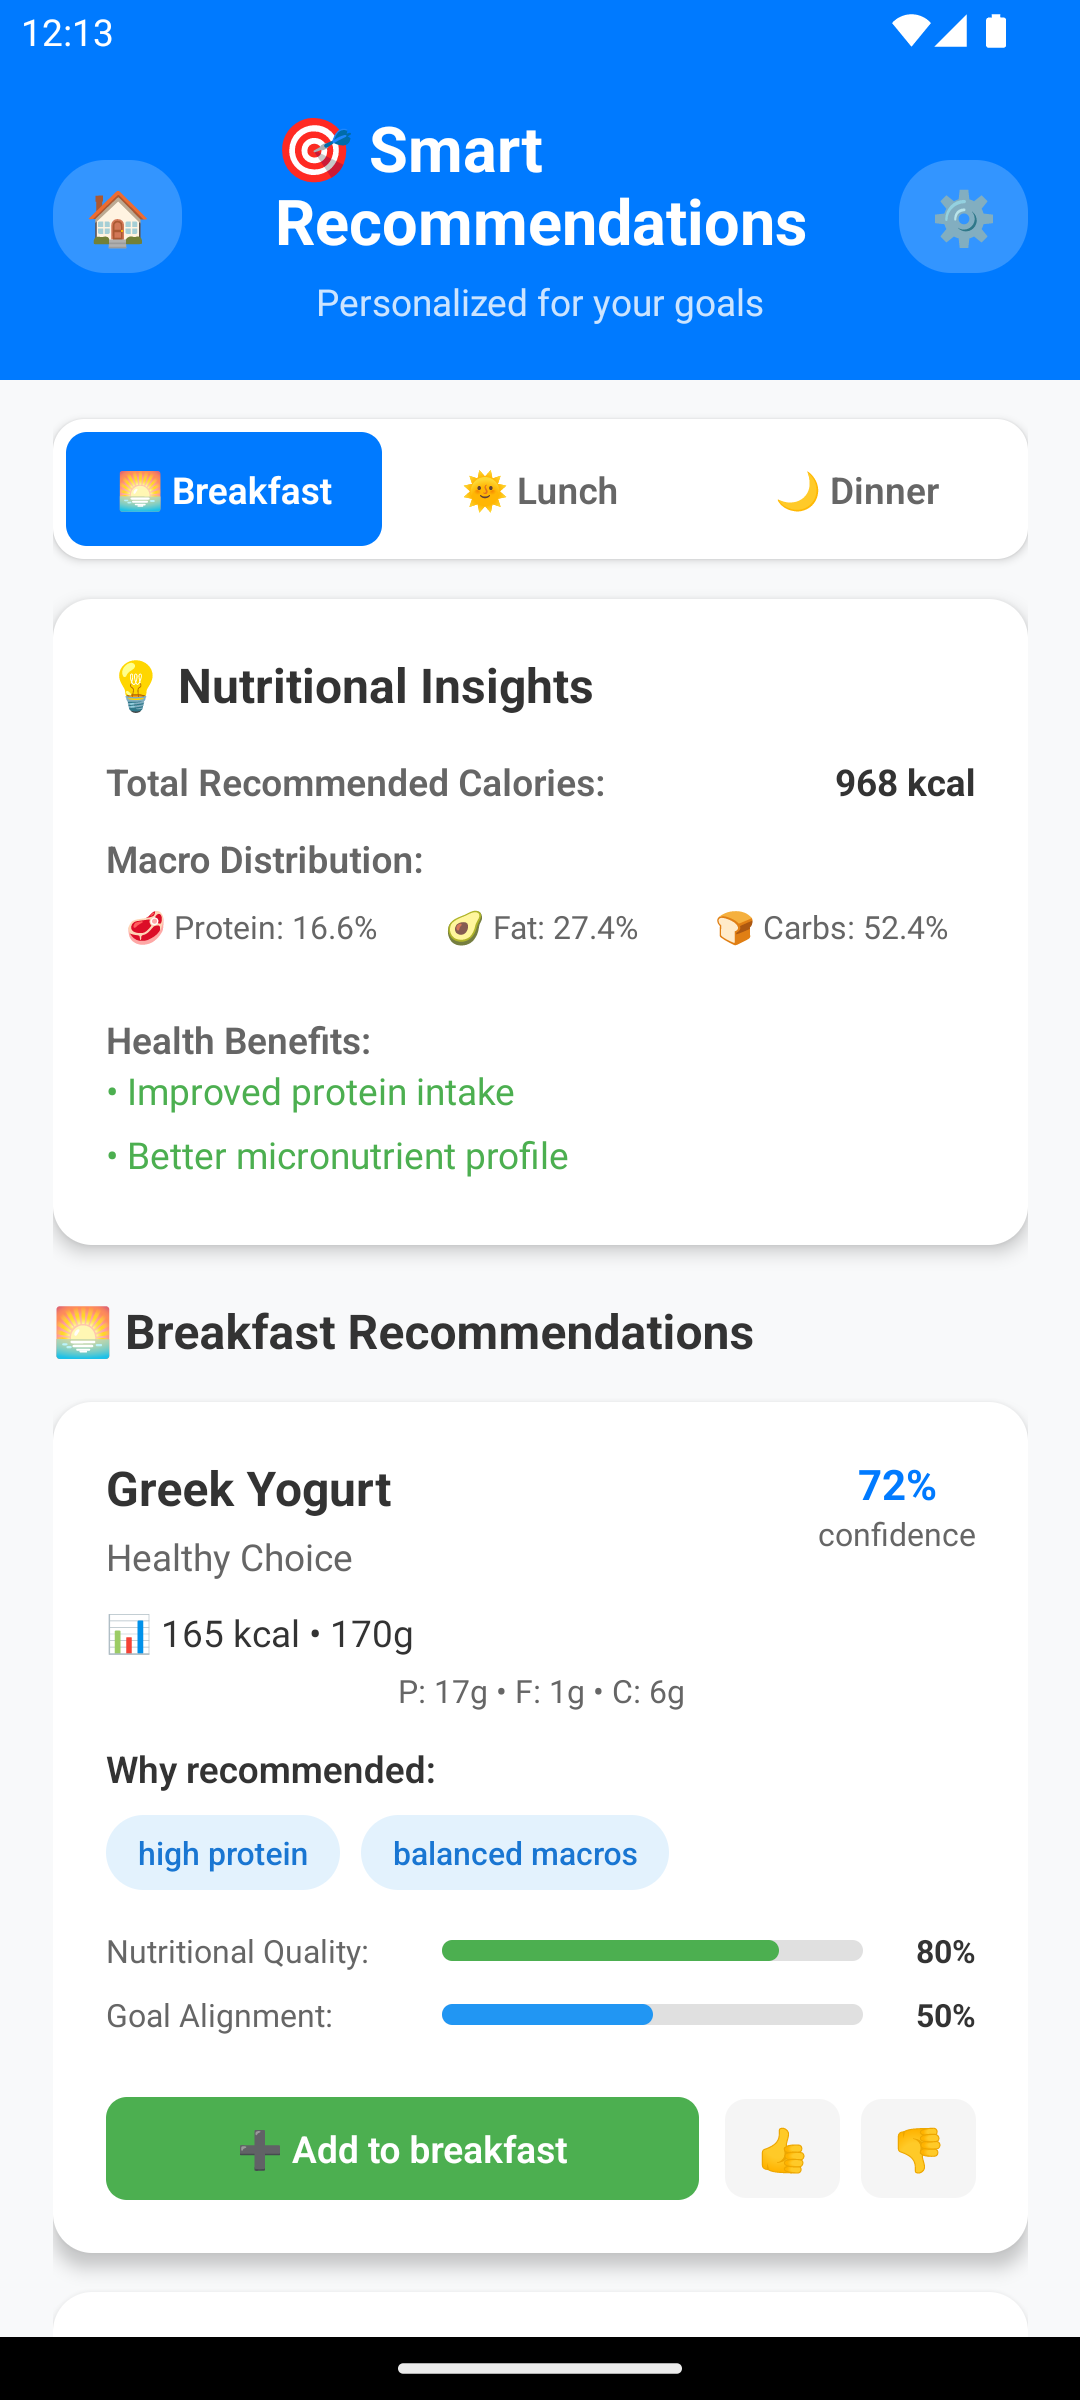 12:13
🎯 Smart
Recommendations
Personalized for your goals
🌅 Breakfast
🌞 Lunch
🌙 Dinner
💡 Nutritional Insights
Total Recommended Calories: 968 kcal
Macro Distribution:
🥩 Protein: 16.6% 🥑 Fat: 27.4% 🍞 Carbs: 52.4%
Health Benefits:
• Improved protein intake
• Better micronutrient profile
🌅 Breakfast Recommendations
Greek Yogurt
72%
confidence
Healthy Choice
📊 165 kcal • 170g
P: 17g • F: 1g • C: 6g
Why recommended:
high protein
balanced macros
Nutritional Quality: 80%
Goal Alignment: 50%
➕ Add to breakfast